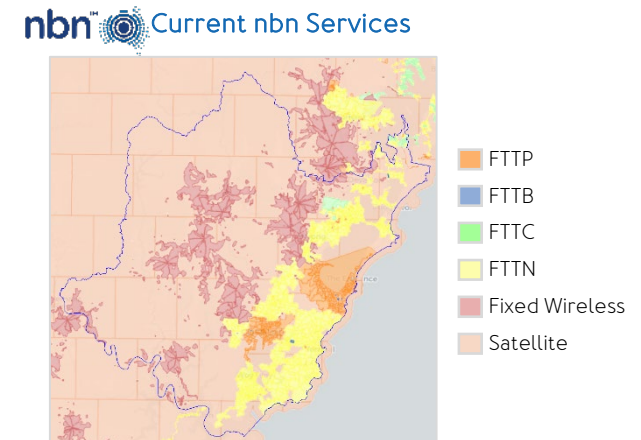 nbn™ Current nbn Services
FTTP
FTTB
FTTC
FTTN
Fixed Wireless
Satellite